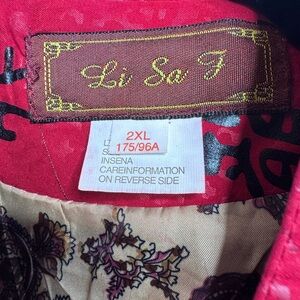 Li Sa F
2XL
175/96A
INSENA
CAREINFORMATION
ON REVERSE SIDE